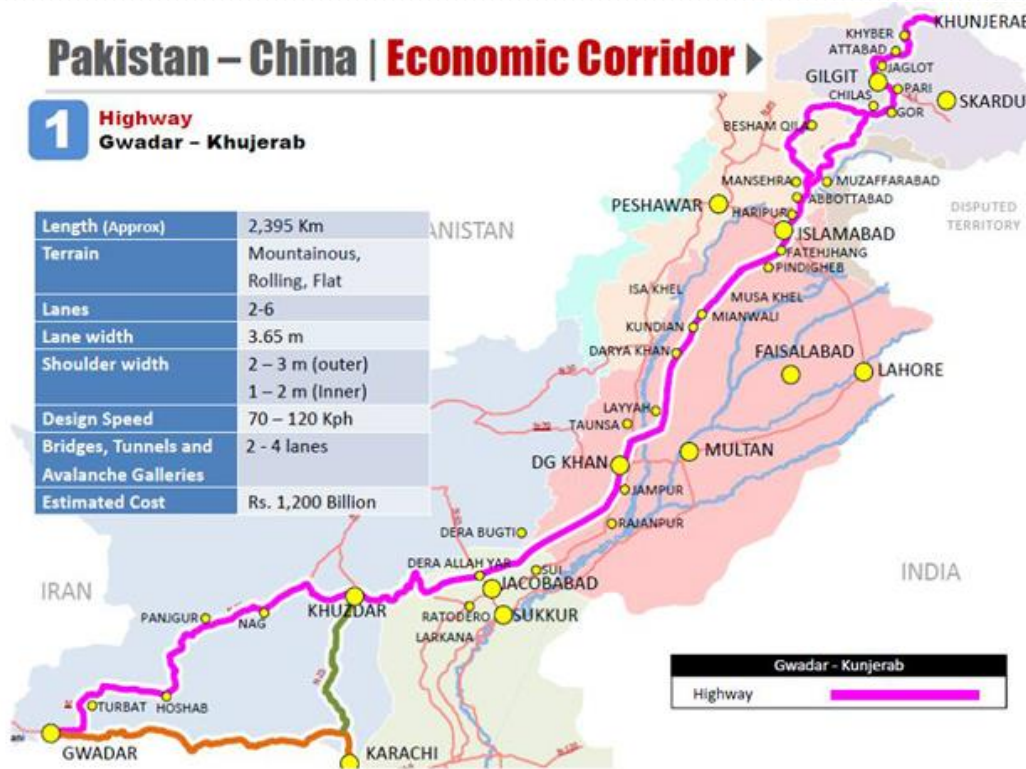 Pakistan – China | Economic Corridor
1
Highway
Gwadar – Khujerab
Length (Approx) 2,395 Km
Terrain Mountainous,
Rolling, Flat
Lanes 2-6
Lane width 3.65 m
Shoulder width 2 – 3 m (outer)
1 – 2 m (Inner)
Design Speed 70 – 120 Kph
Bridges, Tunnels and 2 - 4 lanes
Avalanche Galleries
Estimated Cost Rs. 1,200 Billion
KHUNJERAB
KHYBER
ATTABAD
JAGLOT
GILGIT
PARI
CHILAS
SKARDU
GOR
BESHAM QILA
MANSEHRA
MUZAFFARABAD
ABBOTTABAD
PESHAWAR
HARIPUR
DISPUTED
TERRITORY
ANISTAN
ISLAMABAD
FATEHJHANG
PINDIGHEB
ISA KHEL
MUSA KHEL
MIANWALI
KUNDIAN
DARYA KHAN
FAISALABAD
LAHORE
LAYYAH
TAUNSA
MULTAN
DG KHAN
JAMPUR
RAJANPUR
DERA BUGTI
DERA ALLAH YAR
SUI
JACOBABAD
INDIA
IRAN
KHUZDAR
RATODERO
SUKKUR
PANJGUR
NAG
LARKANA
N-25
TURBAT
HOSHAB
GWADAR
KARACHI
Gwadar - Kunjerab
Highway